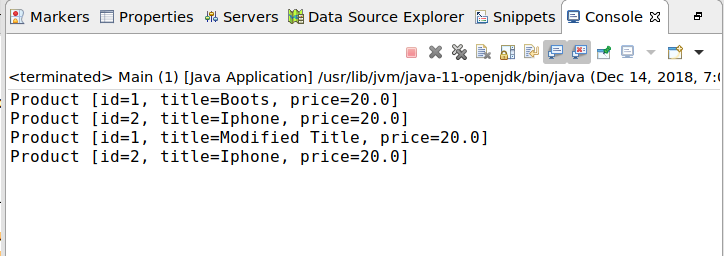 Markers Properties Servers Data Source Explorer Snippets Console
<terminated> Main (1) [Java Application] /usr/lib/jvm/java-11-openjdk/bin/java (Dec 14, 2018, 7:0
Product [id=1, title=Boots, price=20.0]
Product [id=2, title=Iphone, price=20.0]
Product [id=1, title=Modified Title, price=20.0]
Product [id=2, title=Iphone, price=20.0]